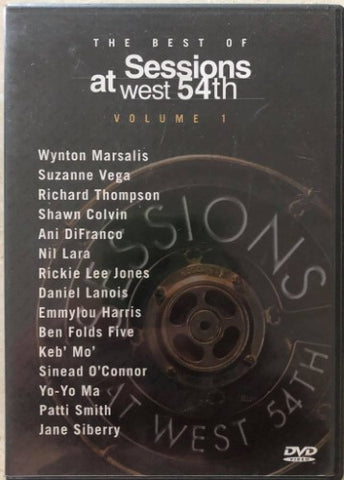 THE BEST OF
Sessions
at west 54th
VOLUME 1
Wynton Marsalis
Suzanne Vega
Richard Thompson
Shawn Colvin
Ani DiFranco
Nil Lara
Rickie Lee Jones
Daniel Lanois
Emmylou Harris
Ben Folds Five
Keb' Mo'
Sinead O'Connor
Yo-Yo Ma
Patti Smith
Jane Siberry
SESSIONS
AT WEST 54TH
DVD
VIDEO